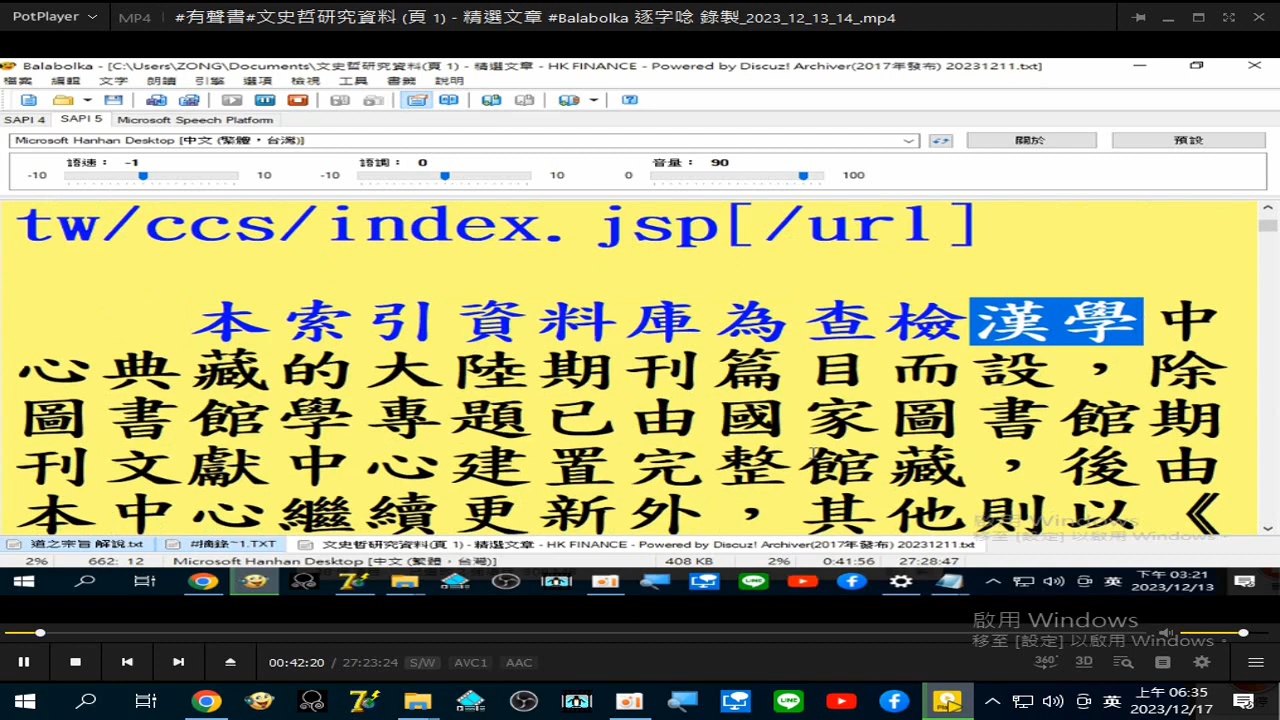 PotPlayer MP4 #有聲書#文史哲研究資料 (頁 1) - 精選文章 #Balabolka 逐字唸 錄製_2023_12_13_14_.mp4
Balabolka - [C:\Users\ZONG\Documents\文史哲研究資料(頁 1) - 精選文章 - HK FINANCE - Powered by Discuz! Archiver(2017年發布) 20231211.txt]
檔案 編輯 文字 朗讀 引擎 選項 檢視 工具 書籤 說明
SAPI 4 SAPI 5 Microsoft Speech Platform
Microsoft Hanhan Desktop [中文 (繁體，台灣)] 關於 預設
語速： -1 語調： 0 音量： 90
-10 10 -10 10 0 100
tw/ccs/index.jsp[/url]
本索引資料庫為查檢漢學中
心典藏的大陸期刊篇目而設，除
圖書館學專題已由國家圖書館期
刊文獻中心建置完整館藏，後由
本中心繼續更新外，其他則以《
啟用 Windows
移至 [設定] 以啟用 Windows。
道之宗旨 解說.txt #摘錄~1.TXT 文史哲研究資料(頁 1) - 精選文章 - HK FINANCE - Powered by Discuz! Archiver(2017年發布) 20231211.txt
2% 662: 12 Microsoft Hanhan Desktop [中文 (繁體，台灣)] 408 KB 2% 0:41:56 27:28:47
英 下午 03:21
2023/12/13
啟用 Windows
移至 [設定] 以啟用 Windows。
00:42:20 / 27:23:24 S/W AVC1 AAC 360° 3D
英 上午 06:35
2023/12/17